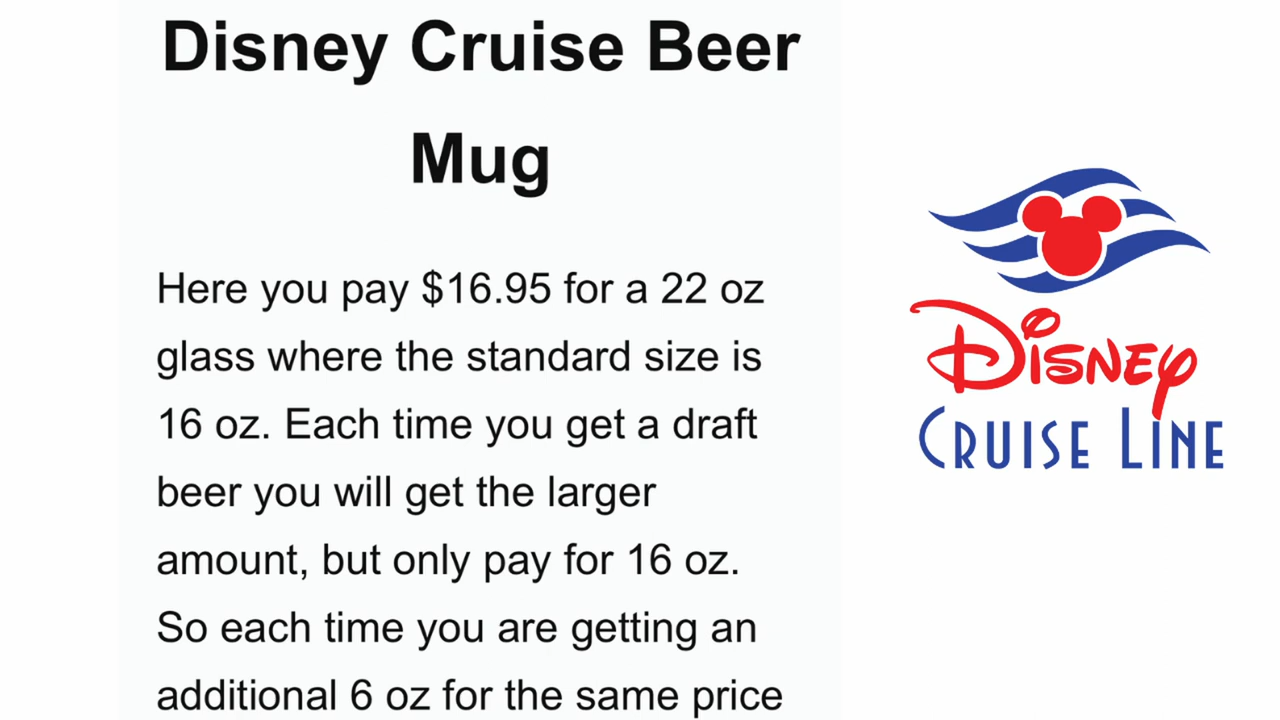 Disney Cruise Beer
Mug
Here you pay $16.95 for a 22 oz
glass where the standard size is
16 oz. Each time you get a draft
beer you will get the larger
amount, but only pay for 16 oz.
So each time you are getting an
additional 6 oz for the same price
Disney
Cruise Line